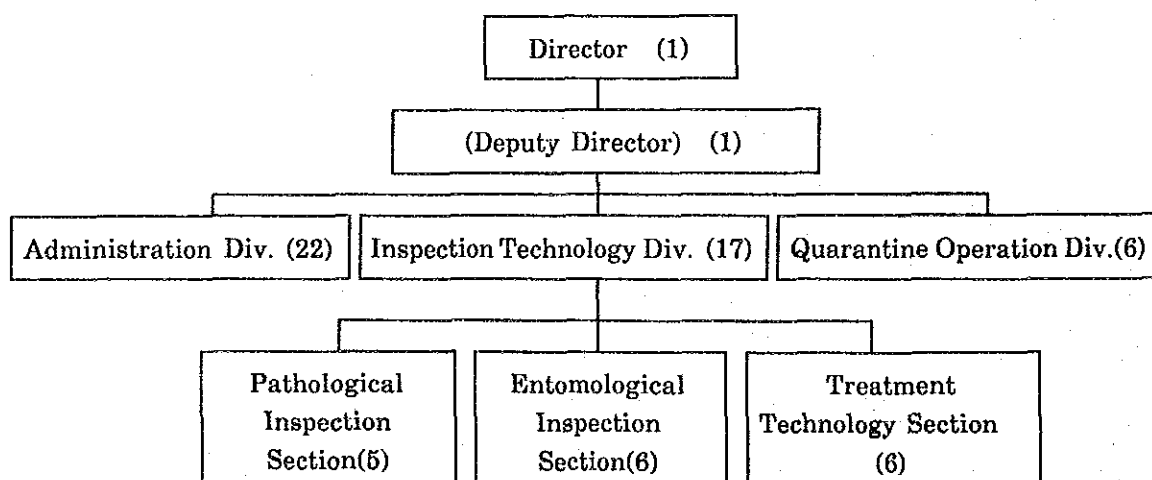 Director (1)
(Deputy Director) (1)
Administration Div. (22)
Inspection Technology Div. (17)
Quarantine Operation Div.(6)
Pathological
Inspection
Section(5)
Entomological
Inspection
Section(6)
Treatment
Technology Section
(6)